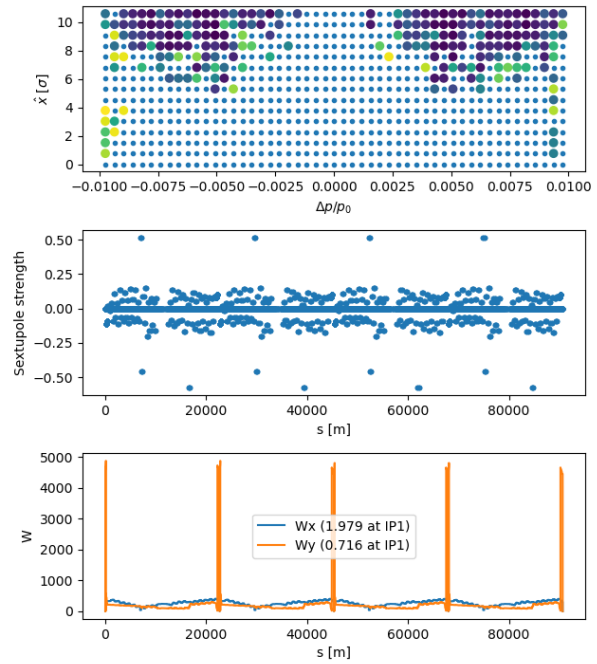 10
8
6
4
2
0
x̂ [σ]
−0.0100 −0.0075 −0.0050 −0.0025 0.0000 0.0025 0.0050 0.0075 0.0100
Δp/p₀
0.50
0.25
0.00
−0.25
−0.50
Sextupole strength
0 20000 40000 60000 80000
s [m]
5000
4000
3000
2000
1000
0
W
Wx (1.979 at IP1)
Wy (0.716 at IP1)
0 20000 40000 60000 80000
s [m]